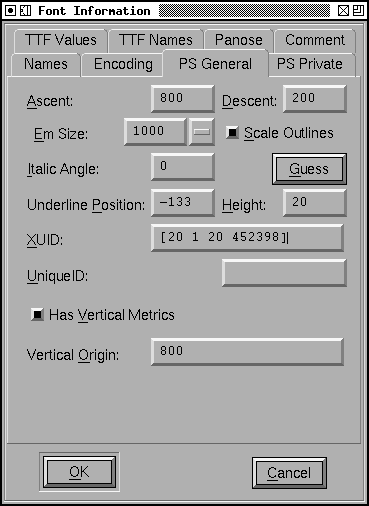 Font Information
TTF Values TTF Names Panose Comment
Names Encoding PS General PS Private
Ascent: 800 Descent: 200
Em Size: 1000 Scale Outlines
Italic Angle: 0 Guess
Underline Position: -133 Height: 20
XUID: [20 1 20 452398]
UniqueID:
Has Vertical Metrics
Vertical Origin: 800
OK Cancel